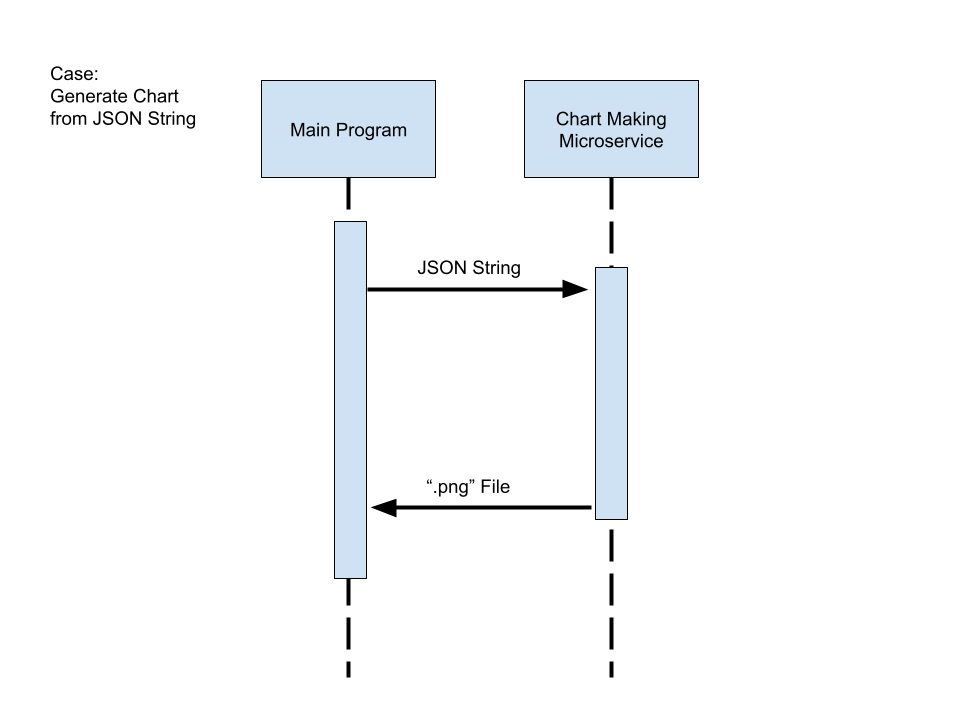 Case:
Generate Chart
from JSON String
Main Program
Chart Making
Microservice
JSON String
“.png” File